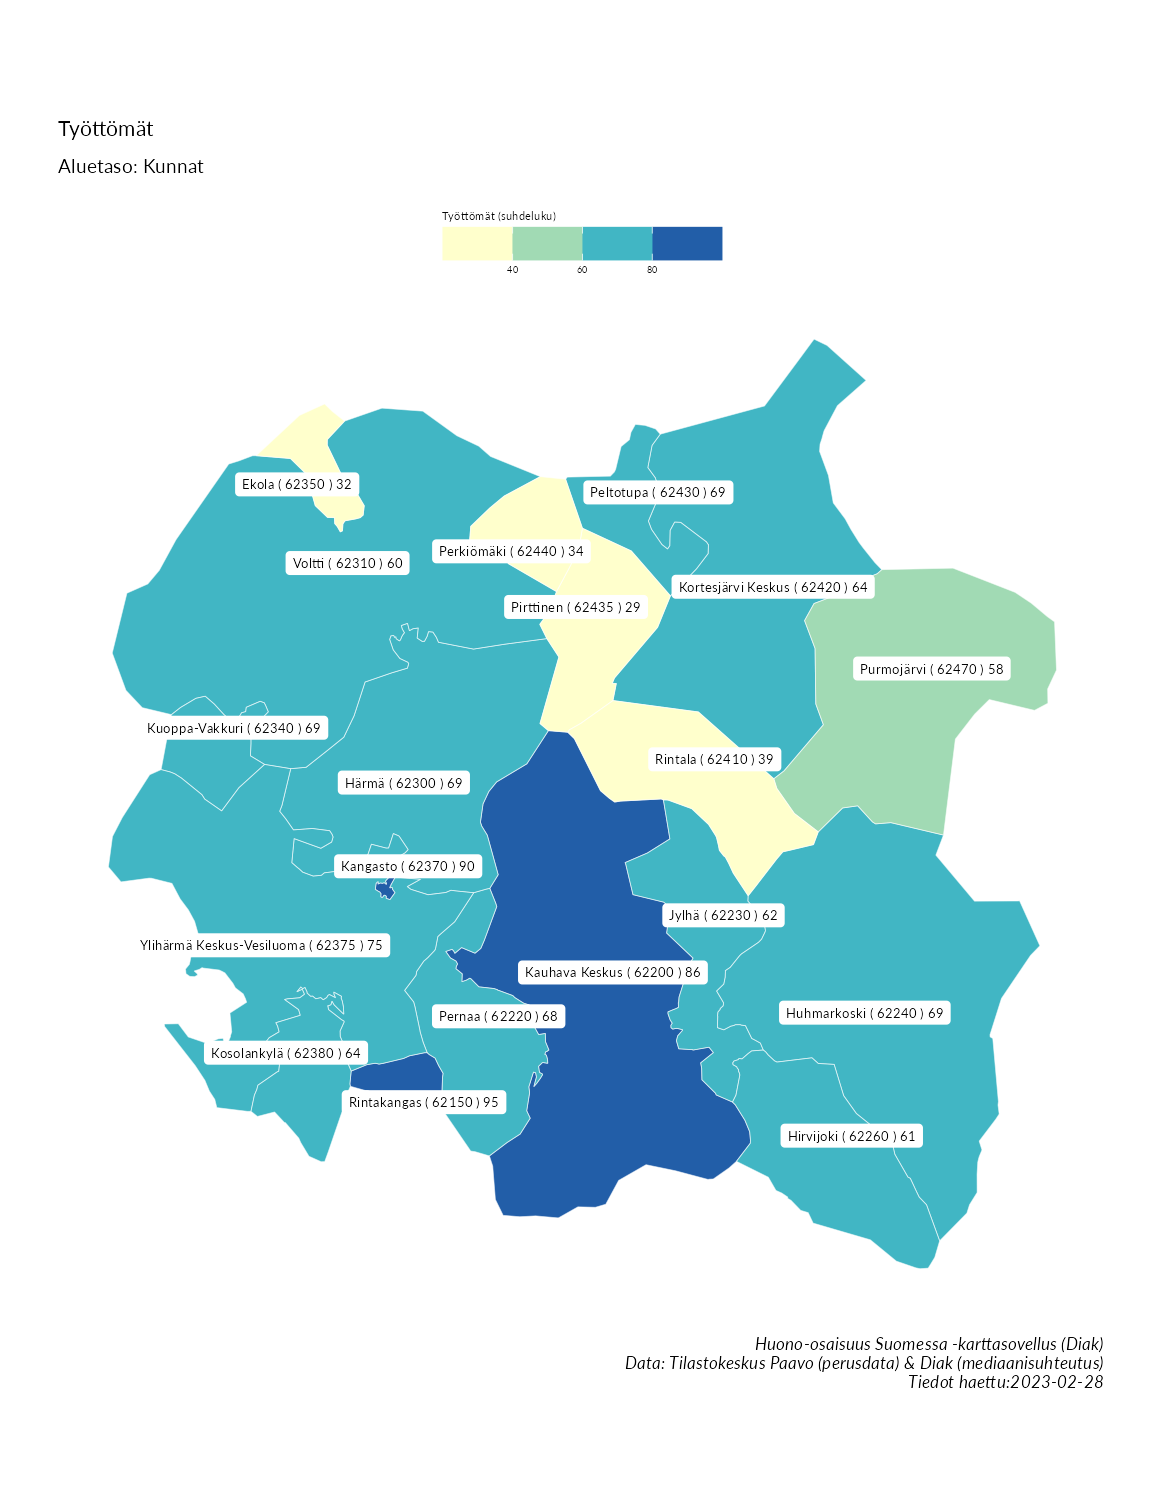 Työttömät
Aluetaso: Kunnat
Työttömät (suhdeluku)
40 60 80
Ekola ( 62350 ) 32
Peltotupa ( 62430 ) 69
Perkiömäki ( 62440 ) 34
Voltti ( 62310 ) 60
Kortesjärvi Keskus ( 62420 ) 64
Pirttinen ( 62435 ) 29
Purmojärvi ( 62470 ) 58
Kuoppa-Vakkuri ( 62340 ) 69
Rintala ( 62410 ) 39
Härmä ( 62300 ) 69
Kangasto ( 62370 ) 90
Jylhä ( 62230 ) 62
Ylihärmä Keskus-Vesiluoma ( 62375 ) 75
Kauhava Keskus ( 62200 ) 86
Huhmarkoski ( 62240 ) 69
Pernaa ( 62220 ) 68
Kosolankylä ( 62380 ) 64
Rintakangas ( 62150 ) 95
Hirvijoki ( 62260 ) 61
Huono-osaisuus Suomessa -karttasovellus (Diak)
Data: Tilastokeskus Paavo (perusdata) & Diak (mediaanisuhteutus)
Tiedot haettu:2023-02-28